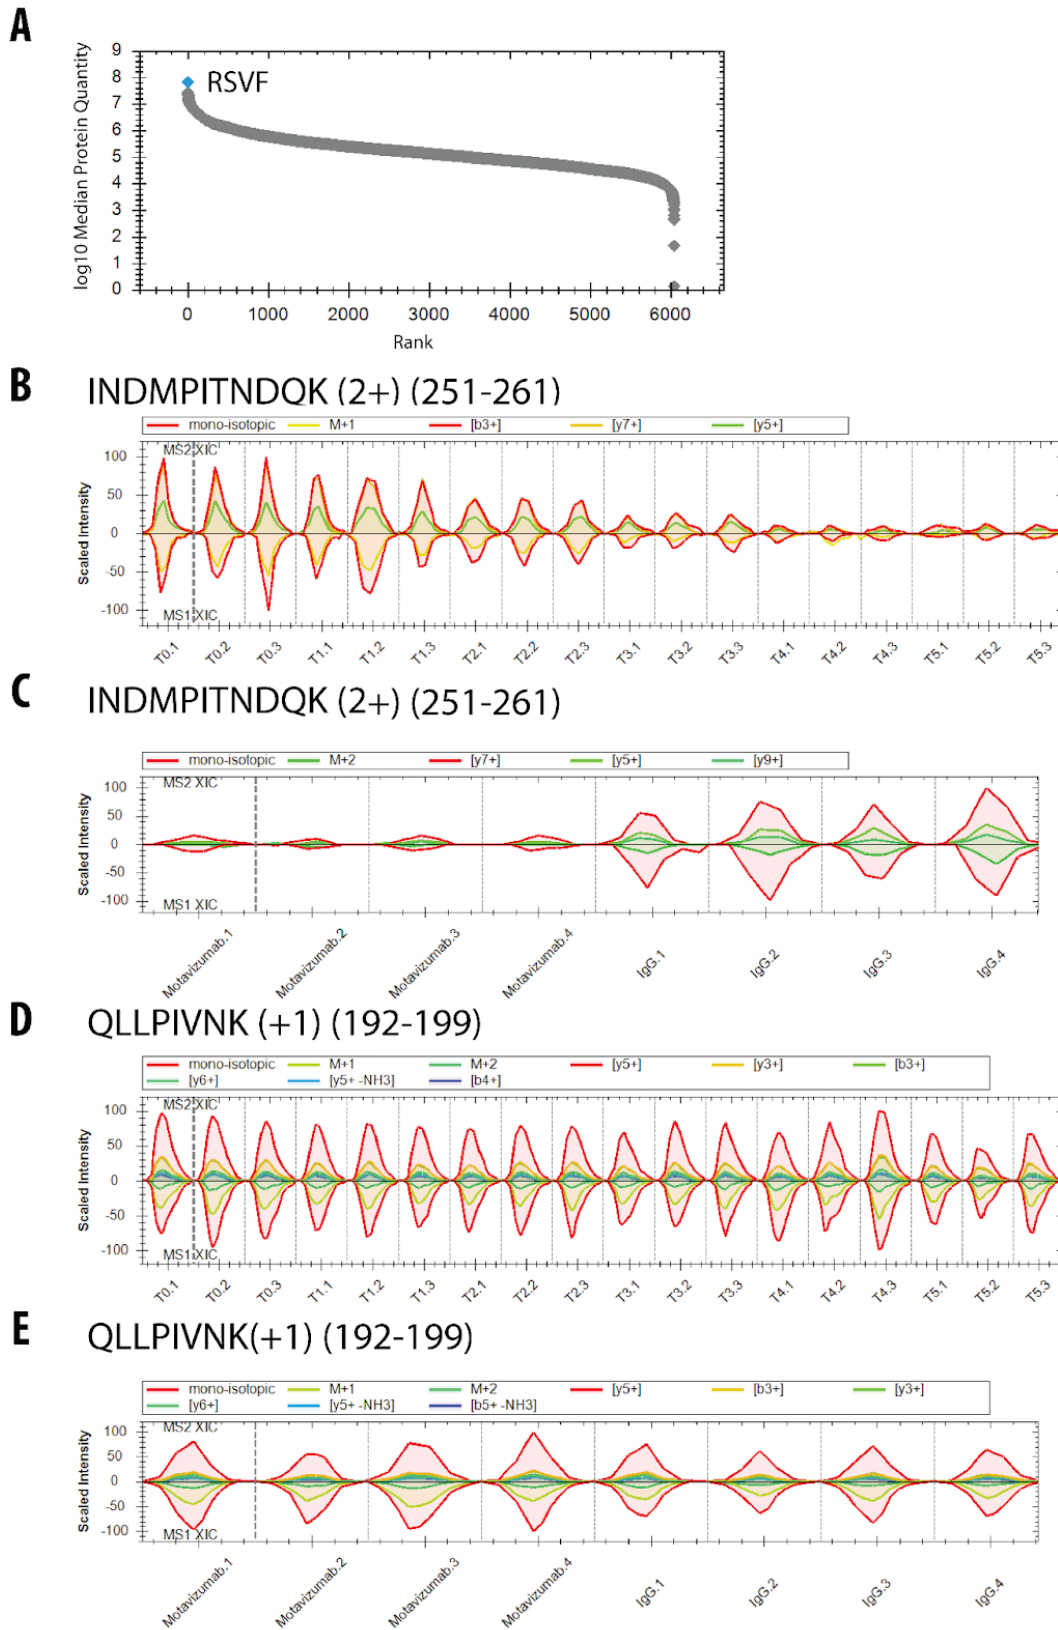 A
log10 Median Protein Quantity
9
8
7
6
5
4
3
2
1
0
RSVF
0 1000 2000 3000 4000 5000 6000
Rank
B INDMPITNDQK (2+) (251-261)
mono-isotopic M+1 [b3+] [y7+] [y5+]
MS2 XIC
Scaled Intensity
100
50
0
-50
-100
MS1 XIC
T0.1 T0.2 T0.3 T1.1 T1.2 T1.3 T2.1 T2.2 T2.3 T3.1 T3.2 T3.3 T4.1 T4.2 T4.3 T5.1 T5.2 T5.3
C INDMPITNDQK (2+) (251-261)
mono-isotopic M+2 [y7+] [y5+] [y9+]
MS2 XIC
Scaled Intensity
100
50
0
-50
-100
MS1 XIC
Motavizumab.1 Motavizumab.2 Motavizumab.3 Motavizumab.4 IgG.1 IgG.2 IgG.3 IgG.4
D QLLPIVNK (+1) (192-199)
mono-isotopic M+1 M+2 [y5+] [y3+] [b3+]
[y6+] [y5+ -NH3] [b4+]
MS2 XIC
Scaled Intensity
100
50
0
-50
-100
MS1 XIC
T0.1 T0.2 T0.3 T1.1 T1.2 T1.3 T2.1 T2.2 T2.3 T3.1 T3.2 T3.3 T4.1 T4.2 T4.3 T5.1 T5.2 T5.3
E QLLPIVNK(+1) (192-199)
mono-isotopic M+1 M+2 [y5+] [b3+] [y3+]
[y6+] [y5+ -NH3] [b5+ -NH3]
MS2 XIC
Scaled Intensity
100
50
0
-50
-100
MS1 XIC
Motavizumab.1 Motavizumab.2 Motavizumab.3 Motavizumab.4 IgG.1 IgG.2 IgG.3 IgG.4